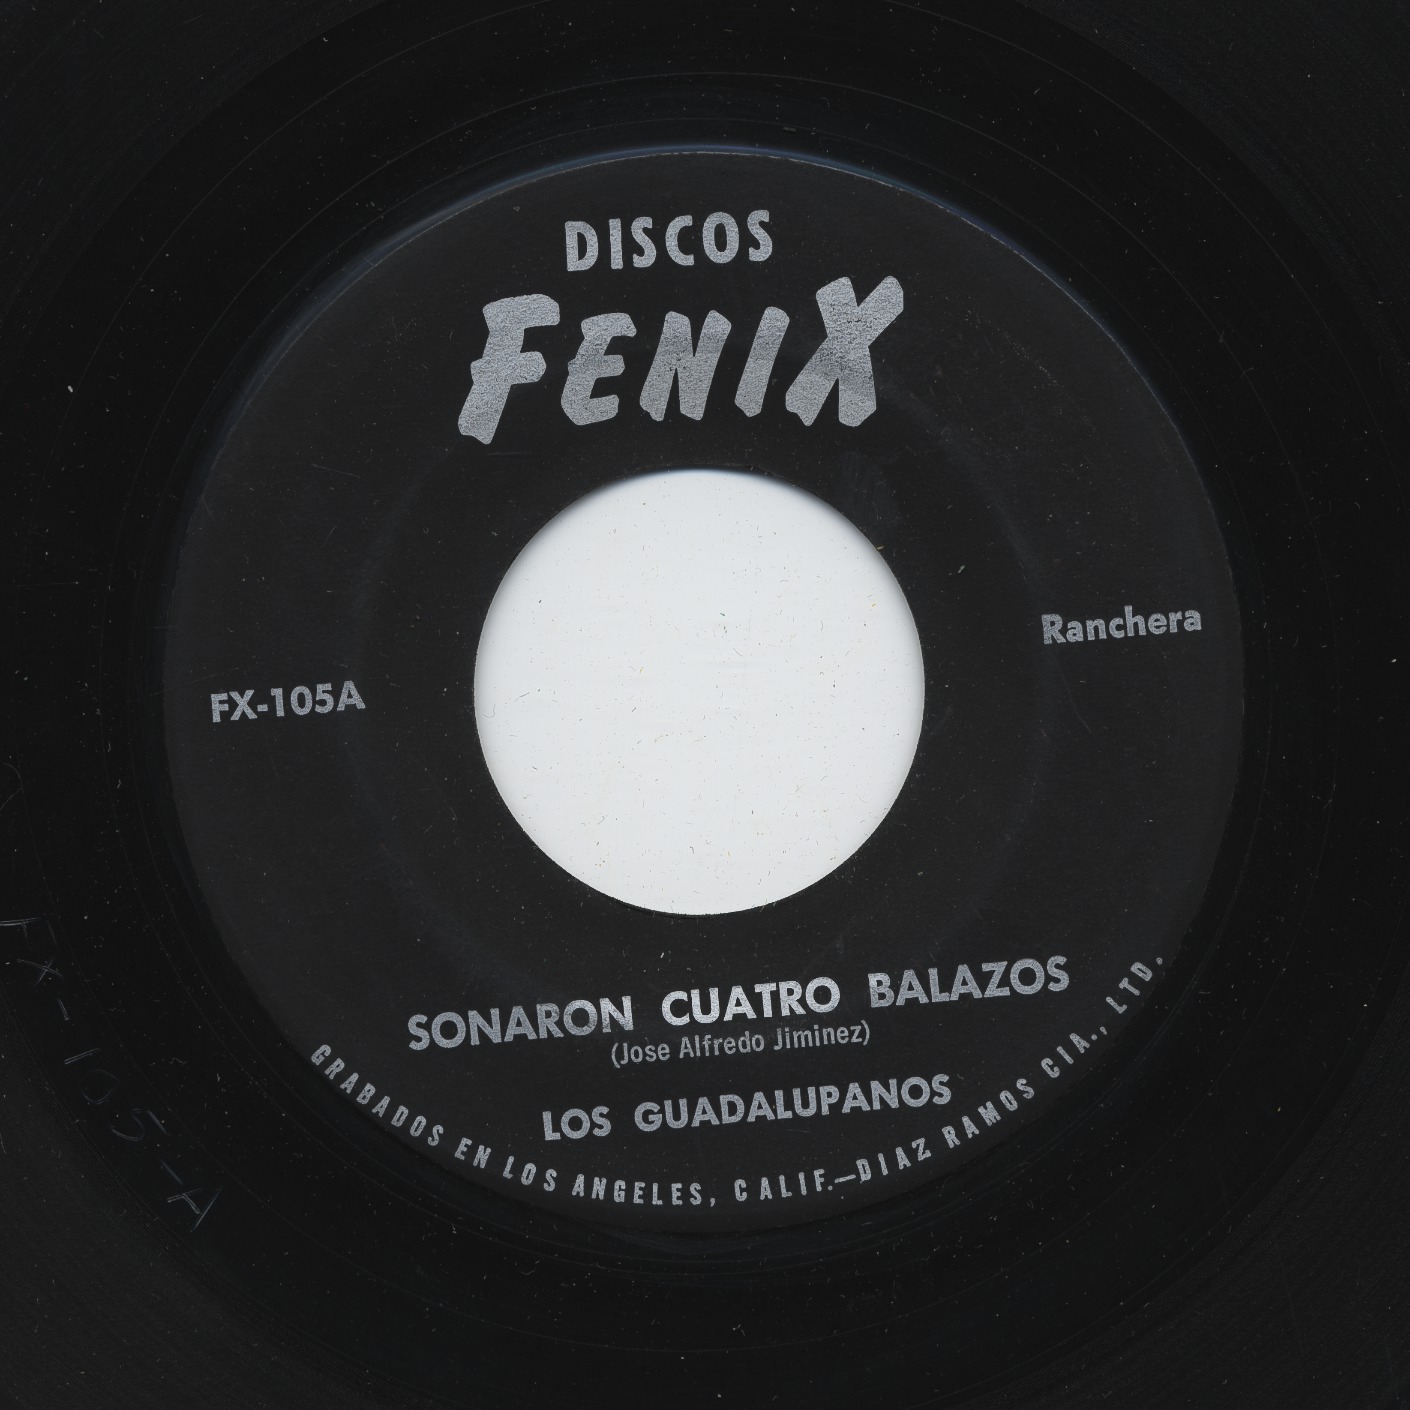 DISCOS
FENIX
Ranchera
FX-105A
SONARON CUATRO BALAZOS
(Jose Alfredo Jiminez)
LOS GUADALUPANOS
GRABADOS EN LOS ANGELES, CALIF.—DIAZ RAMOS CIA., LTD.
FX-105-A